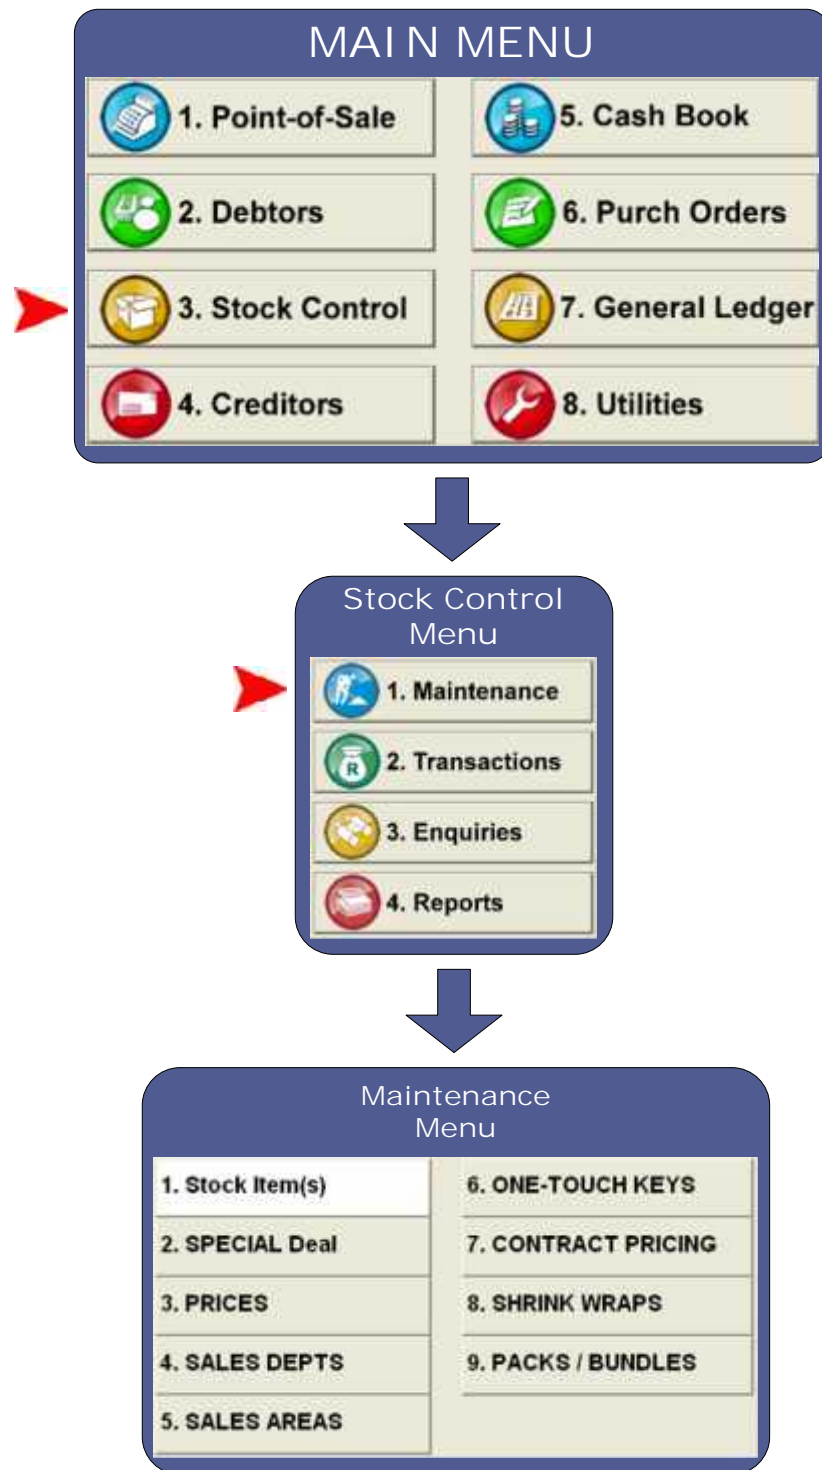 MAIN MENU
1. Point-of-Sale
5. Cash Book
2. Debtors
6. Purch Orders
3. Stock Control
7. General Ledger
4. Creditors
8. Utilities
Stock Control
Menu
1. Maintenance
R
2. Transactions
3. Enquiries
4. Reports
Maintenance
Menu
1. Stock Item(s)
6. ONE-TOUCH KEYS
2. SPECIAL Deal
7. CONTRACT PRICING
3. PRICES
8. SHRINK WRAPS
4. SALES DEPTS
9. PACKS / BUNDLES
5. SALES AREAS